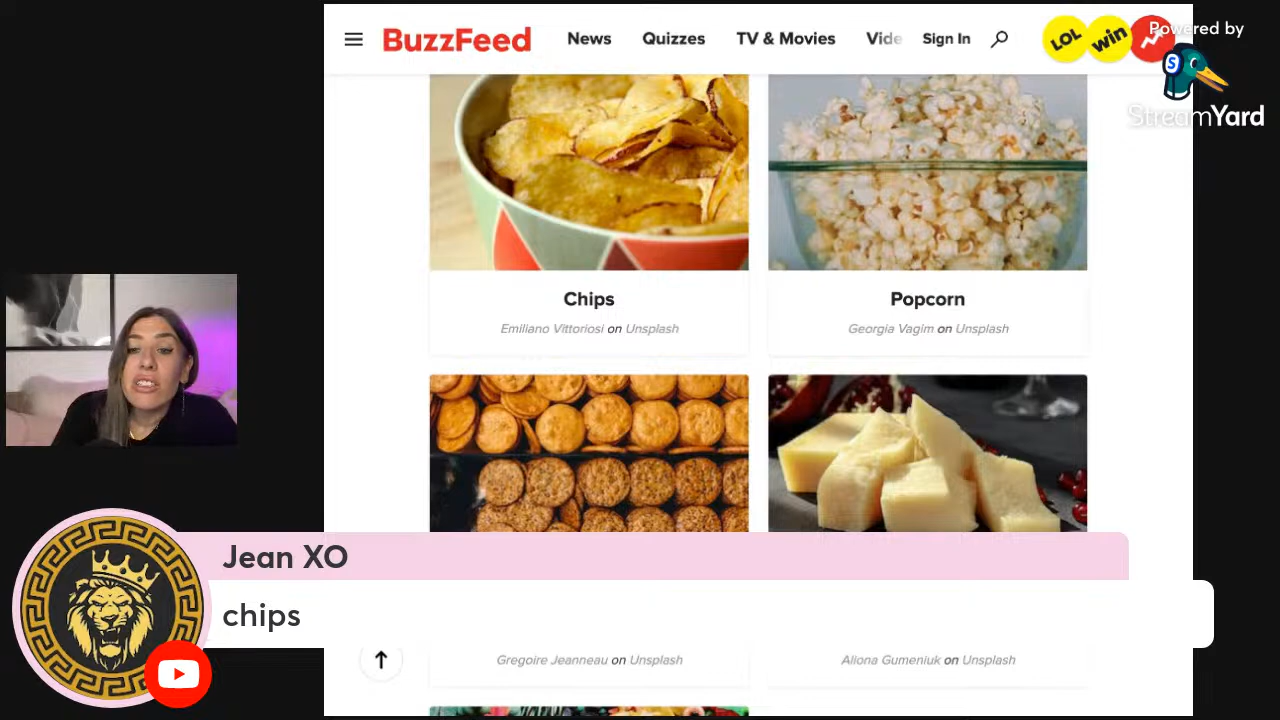 BuzzFeed News Quizzes TV & Movies Vide Sign In LOL win
Powered by
StreamYard
Chips Popcorn
Emiliano Vittoriosi on Unsplash Georgia Vagim on Unsplash
Jean XO
chips
Gregoire Jeanneau on Unsplash Aliona Gumeniuk on Unsplash